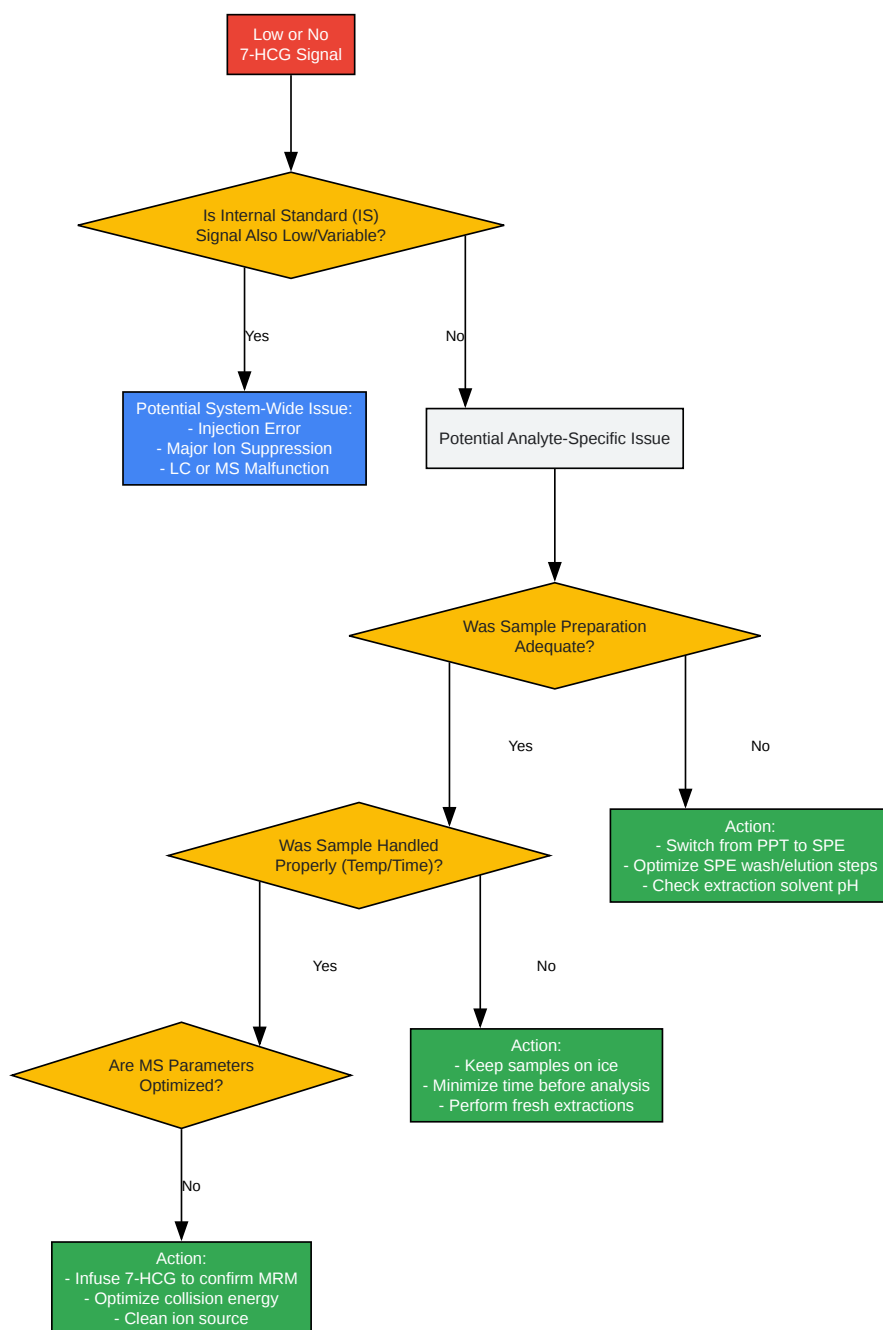 Low or No
7-HCG Signal
Is Internal Standard (IS)
Signal Also Low/Variable?
Yes
No
Potential System-Wide Issue:
- Injection Error
- Major Ion Suppression
- LC or MS Malfunction
Potential Analyte-Specific Issue
Was Sample Preparation
Adequate?
Yes
No
Action:
- Switch from PPT to SPE
- Optimize SPE wash/elution steps
- Check extraction solvent pH
Was Sample Handled
Properly (Temp/Time)?
Yes
No
Action:
- Keep samples on ice
- Minimize time before analysis
- Perform fresh extractions
Are MS Parameters
Optimized?
No
Action:
- Infuse 7-HCG to confirm MRM
- Optimize collision energy
- Clean ion source